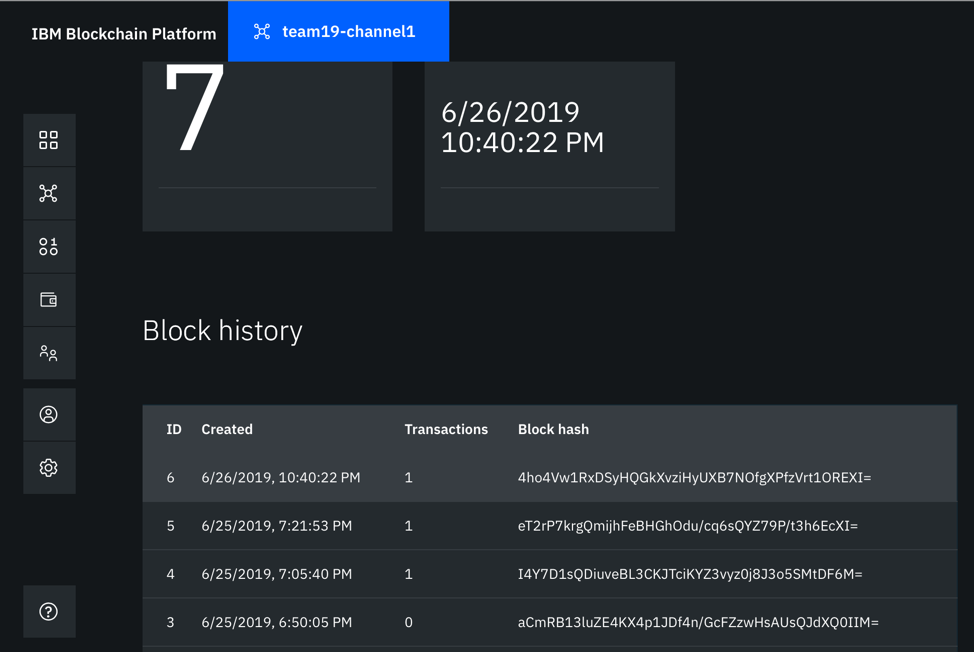 IBM Blockchain Platform
team19-channel1
7
6/26/2019
10:40:22 PM
Block history
ID Created Transactions Block hash
6 6/26/2019, 10:40:22 PM 1 4ho4Vw1RxDSyHQGkXvziHyUXB7NOfgXPfzVrt1OREXI=
5 6/25/2019, 7:21:53 PM 1 eT2rP7krgQmijhFeBHGhOdu/cq6sQYZ79P/t3h6EcXI=
4 6/25/2019, 7:05:40 PM 1 I4Y7D1sQDiuveBL3CKJTciKYZ3vyz0j8J3o5SMtDF6M=
3 6/25/2019, 6:50:05 PM 0 aCmRB13luZE4KX4p1JDf4n/GcFZzwHsAUsQJdXQ0IIM=